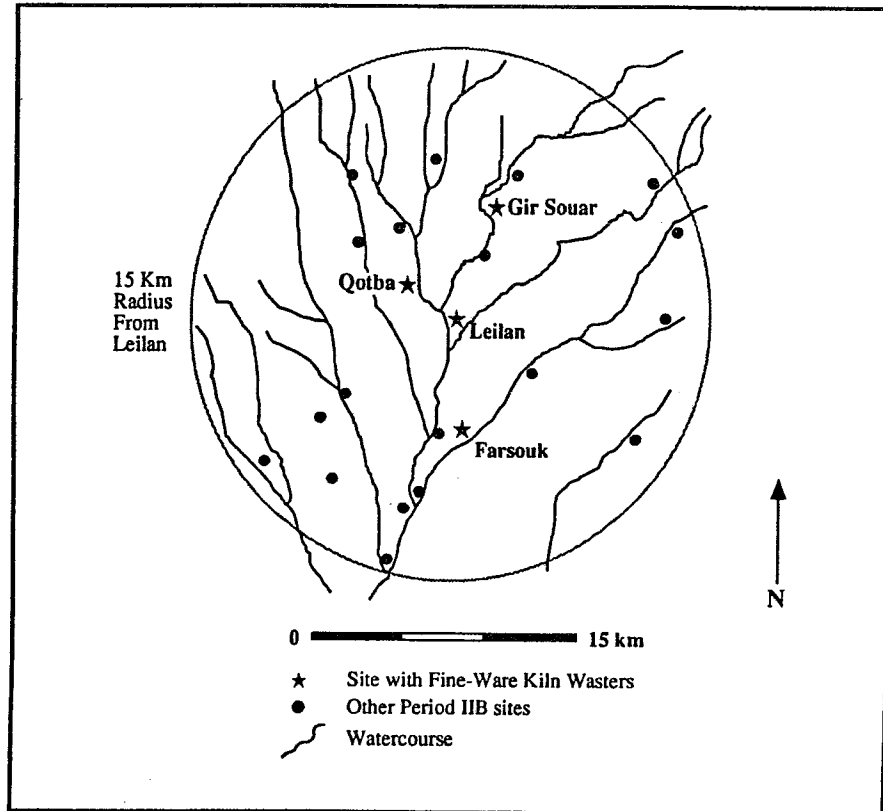 Gir Souar
15 Km
Radius
From
Leilan
Qotba
Leilan
Farsouk
N
0 15 km
Site with Fine-Ware Kiln Wasters
Other Period IIB sites
Watercourse